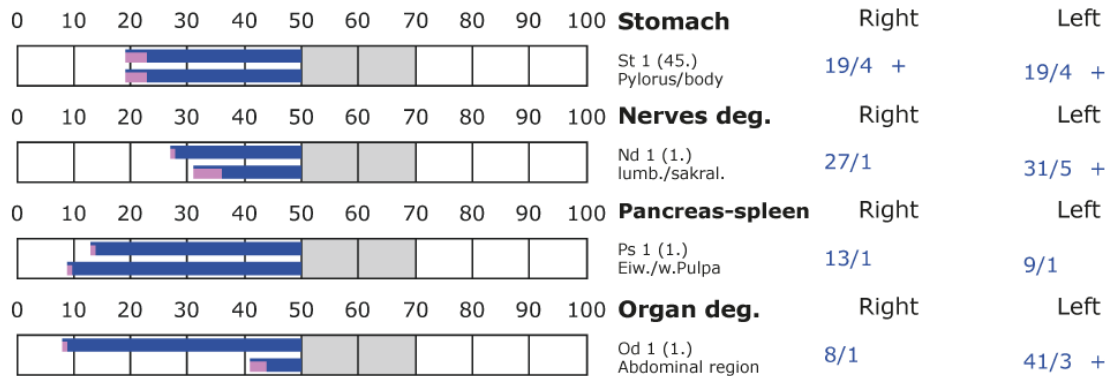 0 10 20 30 40 50 60 70 80 90 100 Stomach Right Left
St 1 (45.) 19/4 + 19/4 +
Pylorus/body
0 10 20 30 40 50 60 70 80 90 100 Nerves deg. Right Left
Nd 1 (1.) 27/1 31/5 +
lumb./sakral.
0 10 20 30 40 50 60 70 80 90 100 Pancreas-spleen Right Left
Ps 1 (1.) 13/1 9/1
Eiw./w.Pulpa
0 10 20 30 40 50 60 70 80 90 100 Organ deg. Right Left
Od 1 (1.) 8/1 41/3 +
Abdominal region